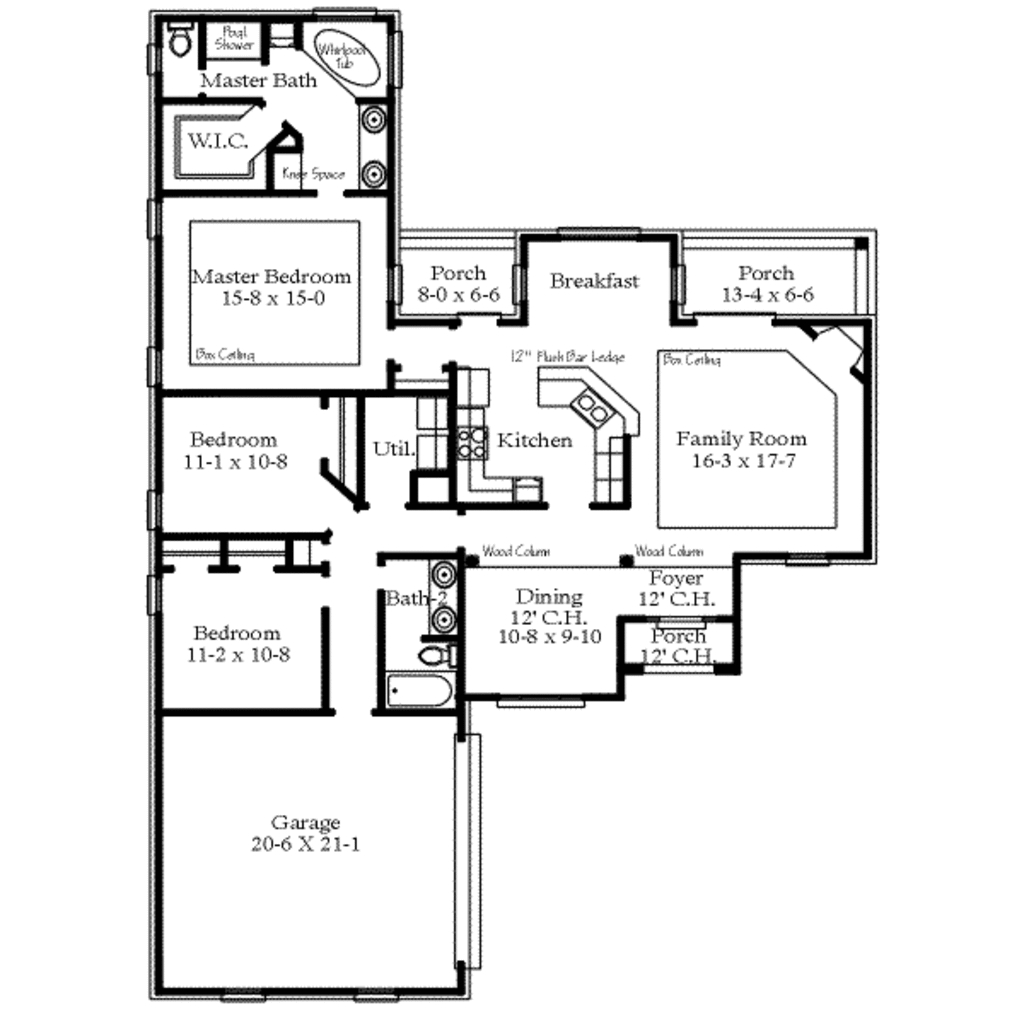 Pos'l
Shower
Whirlpool
Tub
Master Bath
W.I.C.
Knee Space
Master Bedroom
15-8 x 15-0
Box Ceiling
Porch
8-0 x 6-6
Breakfast
Porch
13-4 x 6-6
12" Flush Bar Ledge
Box Ceiling
Bedroom
11-1 x 10-8
Util.
Kitchen
Family Room
16-3 x 17-7
Wood Column
Wood Column
Bath-2
Dining
12' C.H.
10-8 x 9-10
Foyer
12' C.H.
Porch
12' C.H.
Bedroom
11-2 x 10-8
Garage
20-6 X 21-1